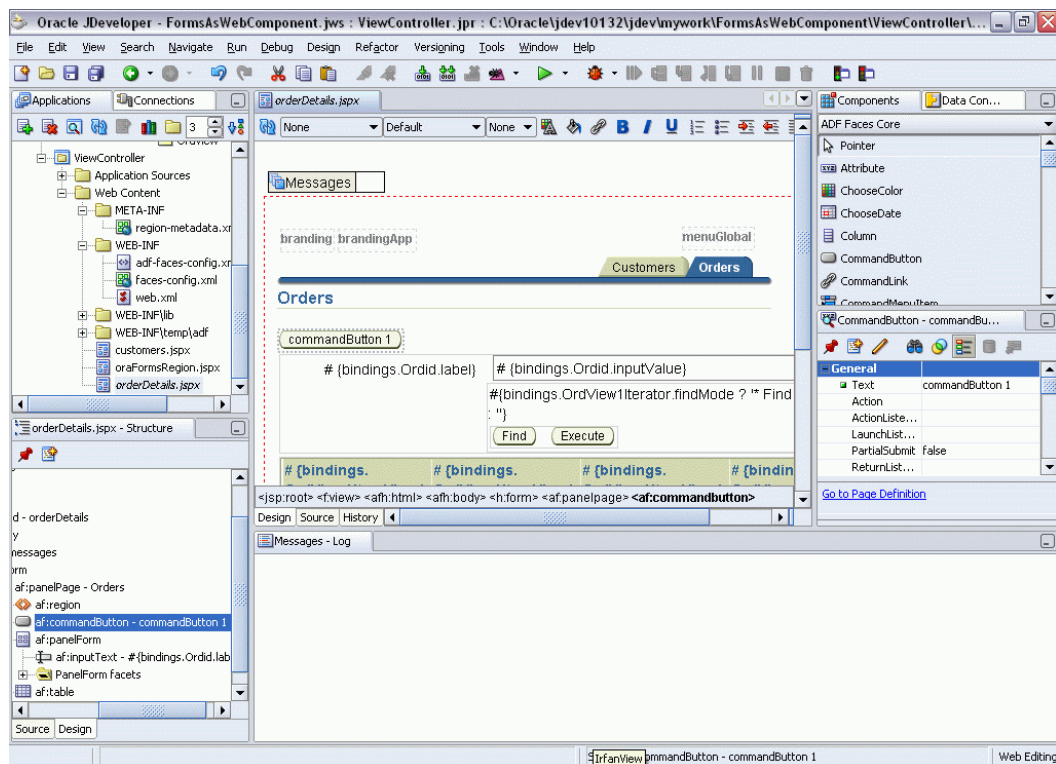 Oracle JDeveloper - FormsAsWebComponent.jws : ViewController.jpr : C:\Oracle\jdev10132\jdev\mywork\FormsAsWebComponent\ViewController\...
File Edit View Search Navigate Run Debug Design Refactor Versioning Tools Window Help
Applications
Connections
3
ViewController
Application Sources
Web Content
META-INF
region-metadata.xr
WEB-INF
adf-faces-config.xr
faces-config.xml
web.xml
WEB-INF\lib
WEB-INF\temp\adf
customers.jspx
oraFormsRegion.jspx
orderDetails.jspx
orderDetails.jspx - Structure
d - orderDetails
y
nessages
orm
af:panelPage - Orders
af:region
af:commandButton - commandButton 1
af:panelForm
af:inputText - #{bindings.Ordid.lab
PanelForm facets
af:table
Source Design
orderDetails.jspx
None Default None B I U
Messages
branding brandingApp menuGlobal
Customers Orders
Orders
commandButton 1
# {bindings.Ordid.label} # {bindings.Ordid.inputValue}
#{bindings.OrdView1Iterator.findMode ? '* Find
: ''}
Find Execute
# {bindings. # {bindings. # {bindings. # {bindin
<jsp:root> <f:view> <afh:html> <afh:body> <h:form> <af:panelpage> <af:commandbutton>
Design Source History
Messages - Log
Components
Data Con...
ADF Faces Core
Pointer
Attribute
ChooseColor
ChooseDate
Column
CommandButton
CommandLink
CommandMenuItem
CommandButton - commandBu...
General
Text commandButton 1
Action
ActionListe...
LaunchList...
PartialSubmit false
ReturnList...
Go to Page Definition
IrfanView
ommandButton - commandButton 1
Web Editing